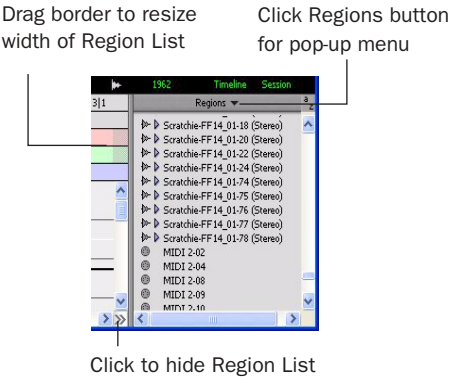 Drag border to resize
width of Region List
Click Regions button
for pop-up menu
1962 Timeline Session
3|1
Regions
a
z
Scratchie-FF14_01-18 (Stereo)
Scratchie-FF14_01-20 (Stereo)
Scratchie-FF14_01-22 (Stereo)
Scratchie-FF14_01-24 (Stereo)
Scratchie-FF14_01-74 (Stereo)
Scratchie-FF14_01-75 (Stereo)
Scratchie-FF14_01-76 (Stereo)
Scratchie-FF14_01-77 (Stereo)
Scratchie-FF14_01-78 (Stereo)
MIDI 2-02
MIDI 2-04
MIDI 2-08
MIDI 2-09
MIDI 2-10
Click to hide Region List